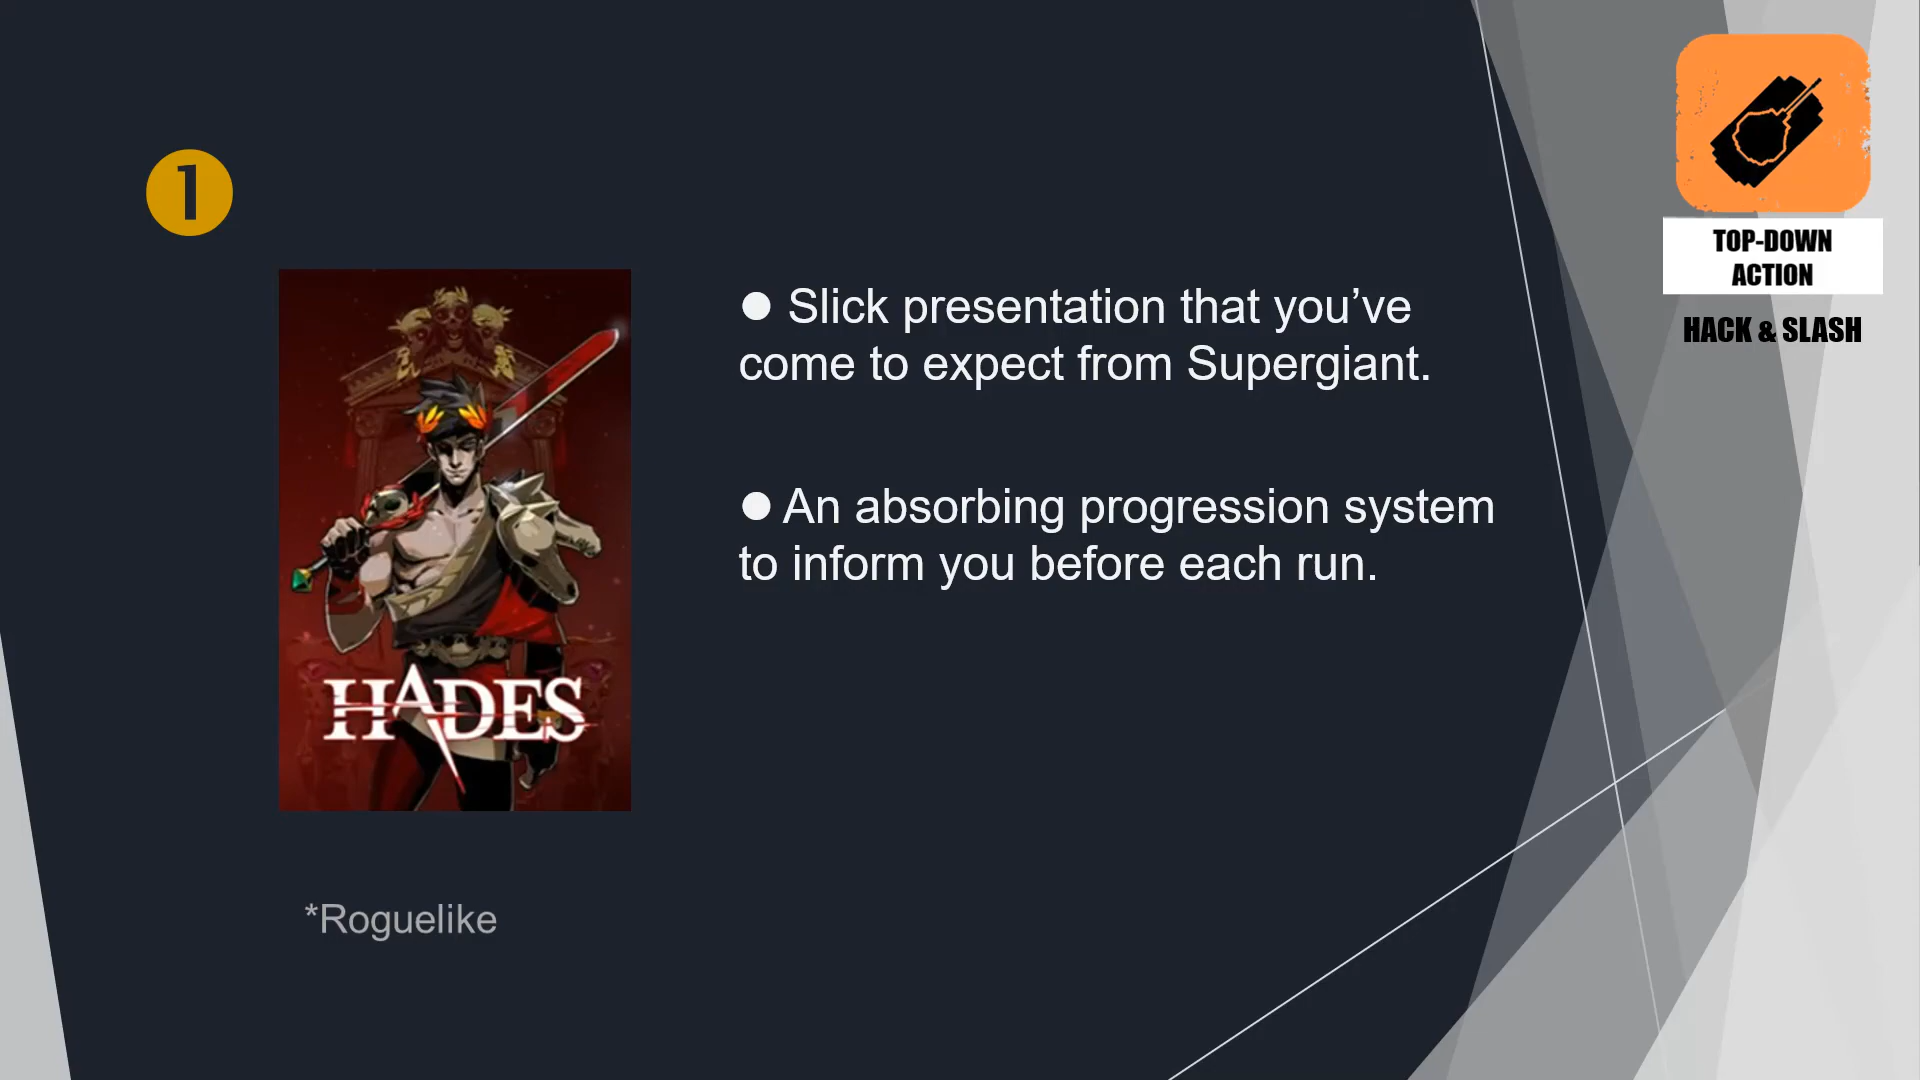 1
TOP-DOWN
ACTION
HACK & SLASH
● Slick presentation that you’ve
come to expect from Supergiant.
● An absorbing progression system
to inform you before each run.
HADES
*Roguelike